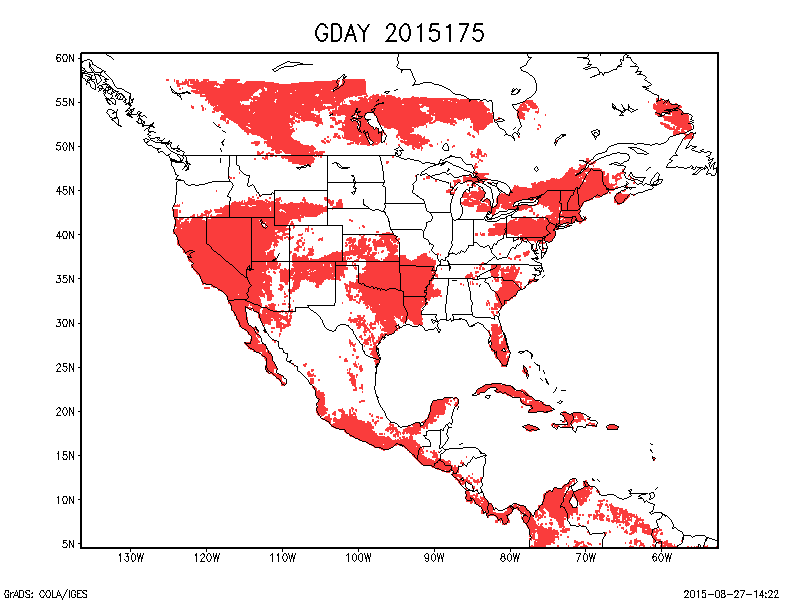 GDAY 2015175
60N
55N
50N
45N
40N
35N
30N
25N
20N
15N
10N
5N
130W 120W 110W 100W 90W 80W 70W 60W
GrADS: COLA/IGES 2015-08-27-14:22